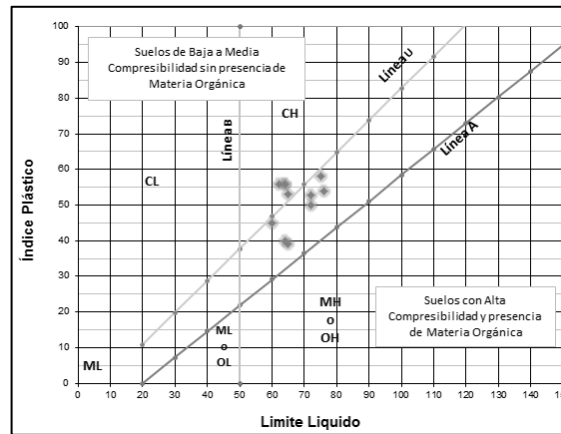 100
90
80
70
60
50
40
30
20
10
0
Índice Plástico
Suelos de Baja a Media
Compresibilidad sin presencia de
Materia Orgánica
Línea B
Línea U
Línea A
CH
CL
ML
ML
o
OL
MH
o
OH
Suelos con Alta
Compresibilidad y presencia
de Materia Orgánica
0 10 20 30 40 50 60 70 80 90 100 110 120 130 140 150
Limite Liquido